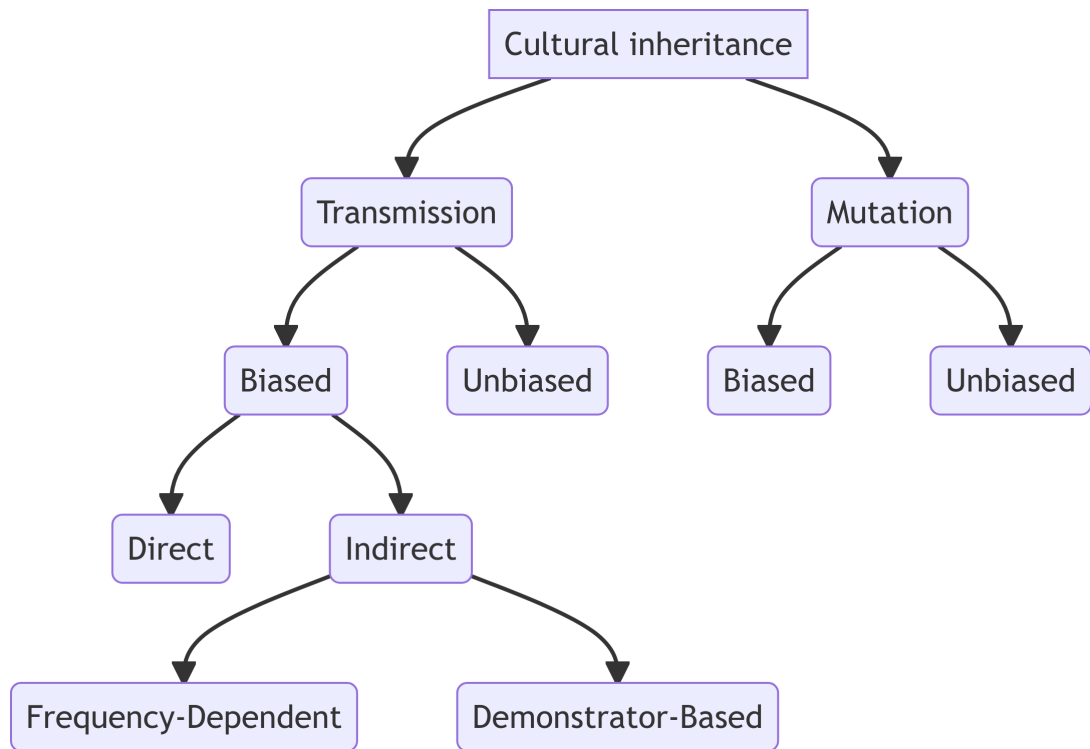 Cultural inheritance
Transmission
Mutation
Biased
Unbiased
Biased
Unbiased
Direct
Indirect
Frequency-Dependent
Demonstrator-Based